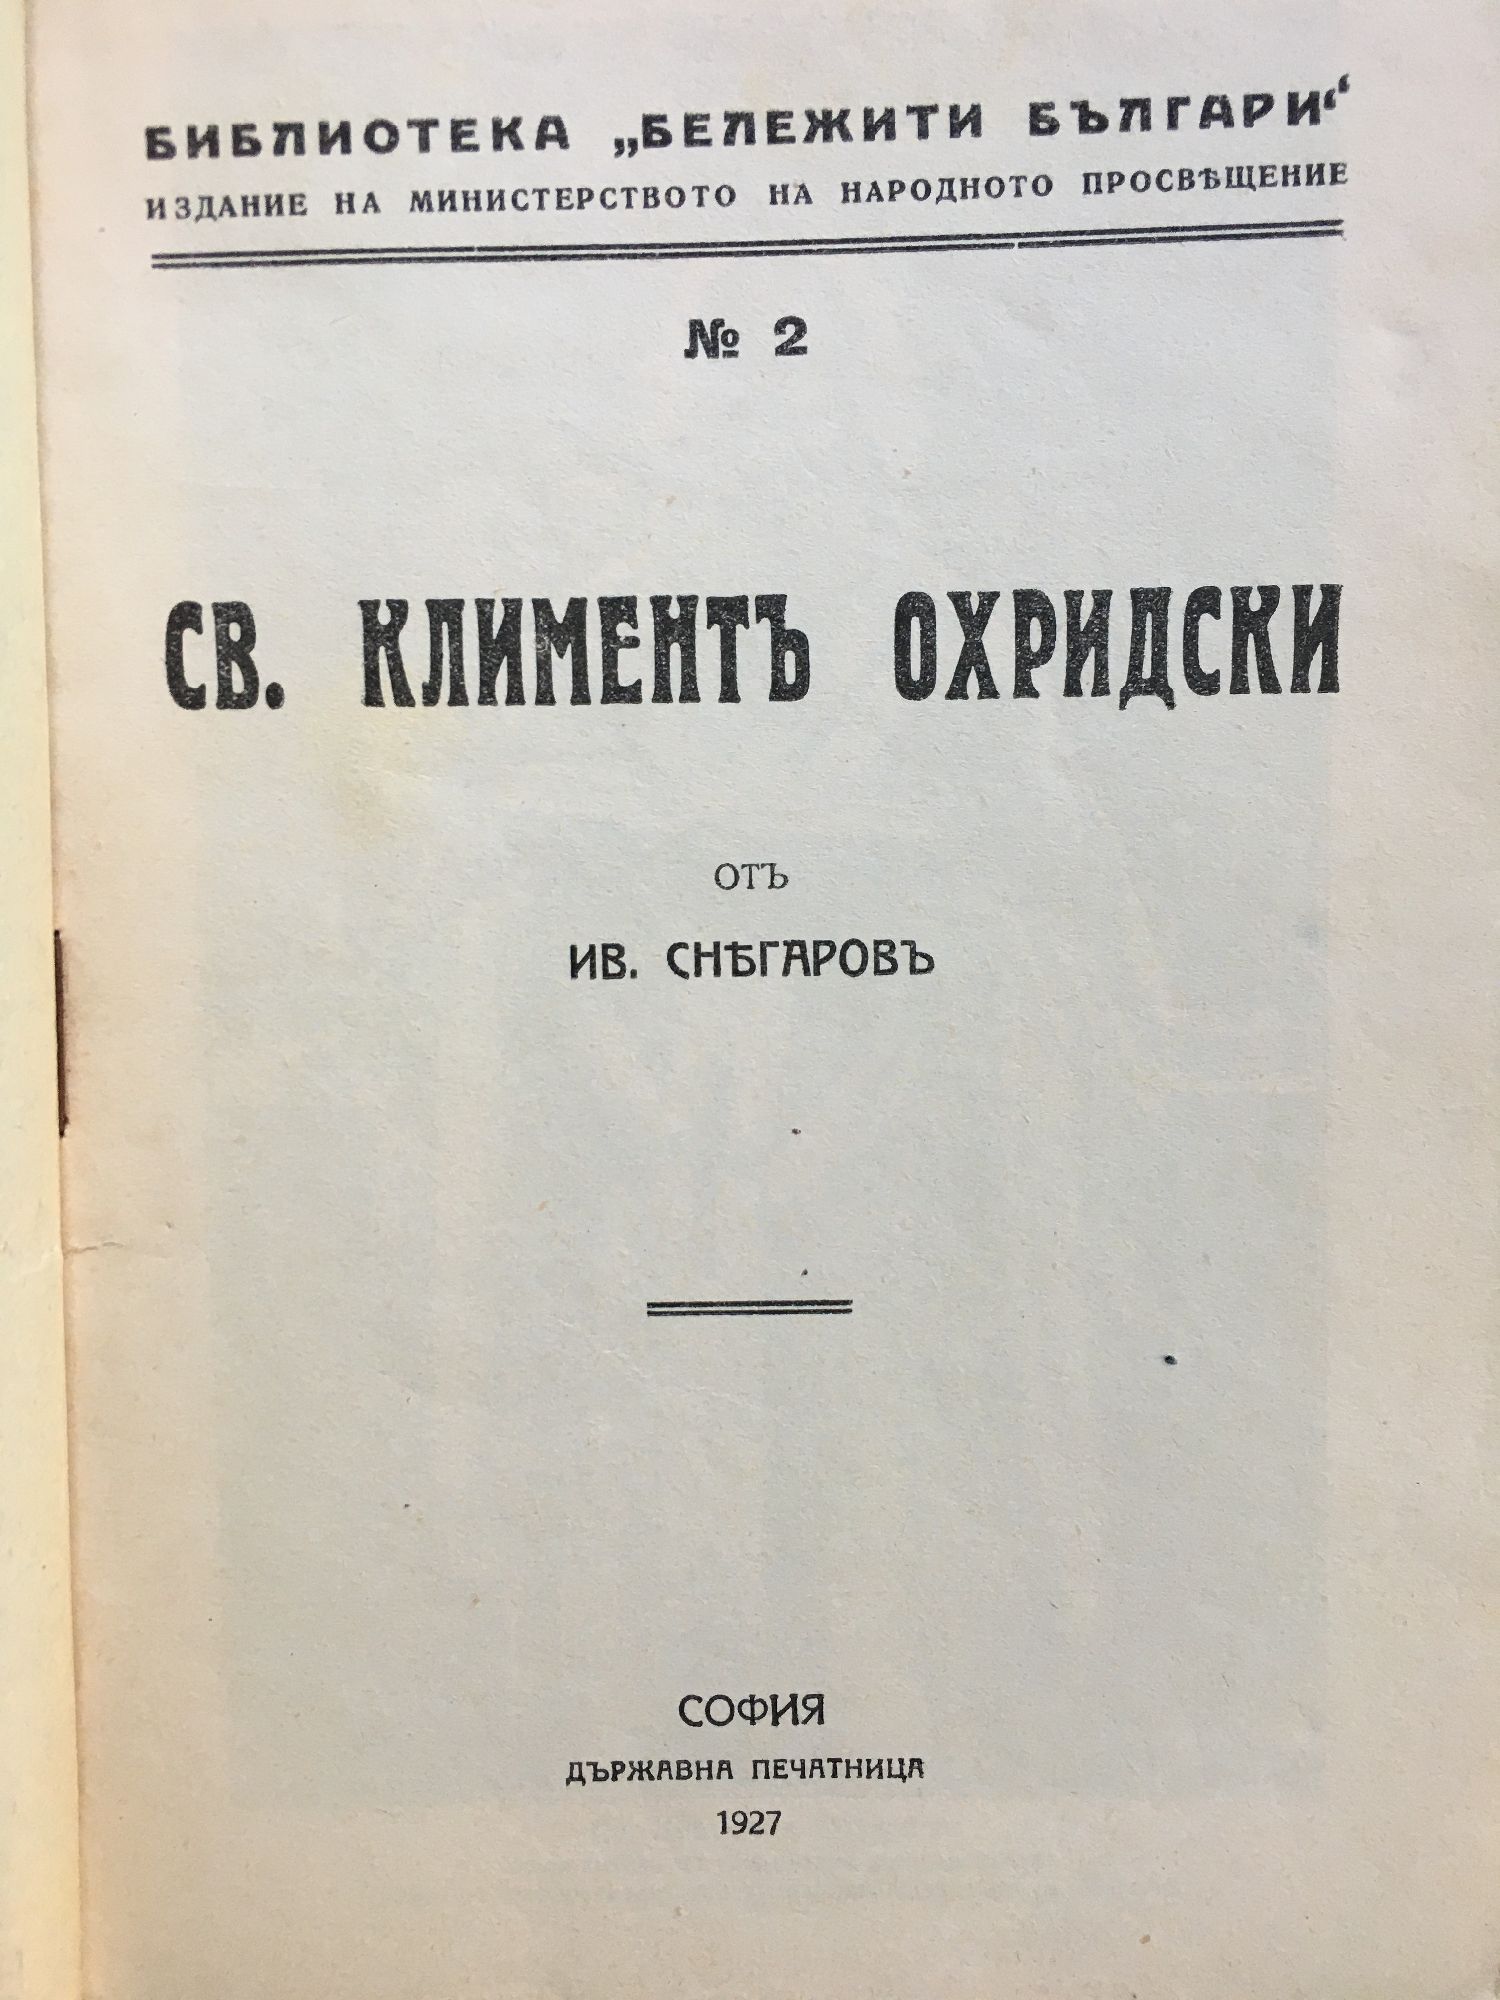 БИБЛИОТЕКА „БЕЛЕЖИТИ БЪЛГАРИ“
ИЗДАНИЕ НА МИНИСТЕРСТВОТО НА НАРОДНОТО ПРОСВѢЩЕНИЕ
№ 2
СВ. КЛИМЕНТЪ ОХРИДСКИ
ОТЪ
ИВ. СНѢГАРОВЪ
СОФИЯ
ДЪРЖАВНА ПЕЧАТНИЦА
1927